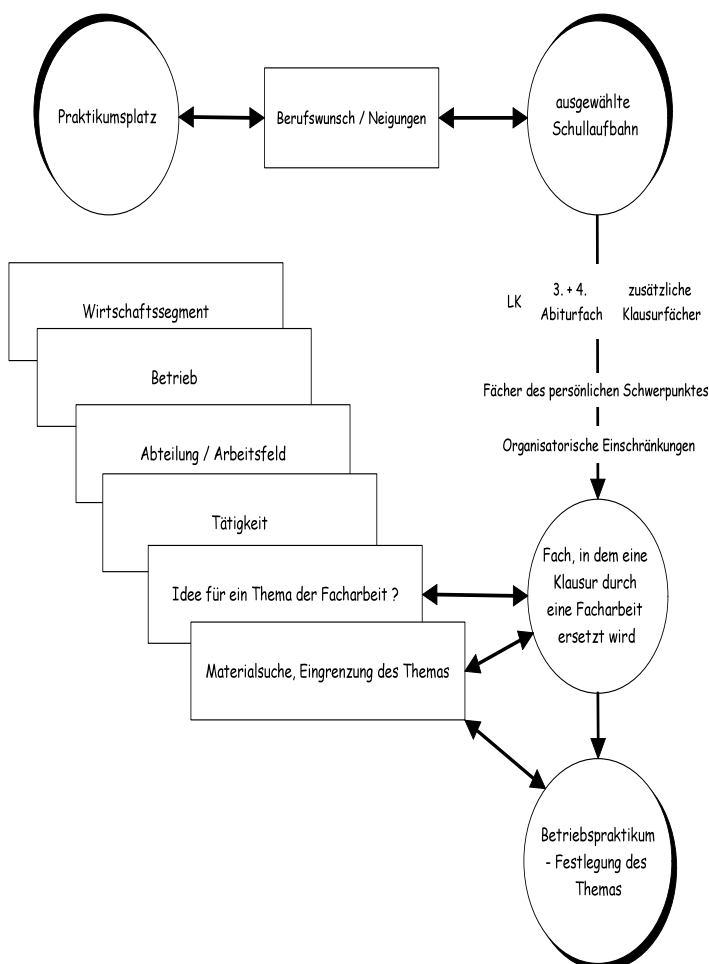 Praktikumsplatz
Berufswunsch / Neigungen
ausgewählte
Schullaufbahn
Wirtschaftssegment
Betrieb
Abteilung / Arbeitsfeld
Tätigkeit
Idee für ein Thema der Facharbeit ?
Materialsuche, Eingrenzung des Themas
LK
3. + 4.
Abiturfach
zusätzliche
Klausurfächer
Fächer des persönlichen Schwerpunktes
Organisatorische Einschränkungen
Fach, in dem eine
Klausur durch
eine Facharbeit
ersetzt wird
Betriebspraktikum
- Festlegung des
Themas